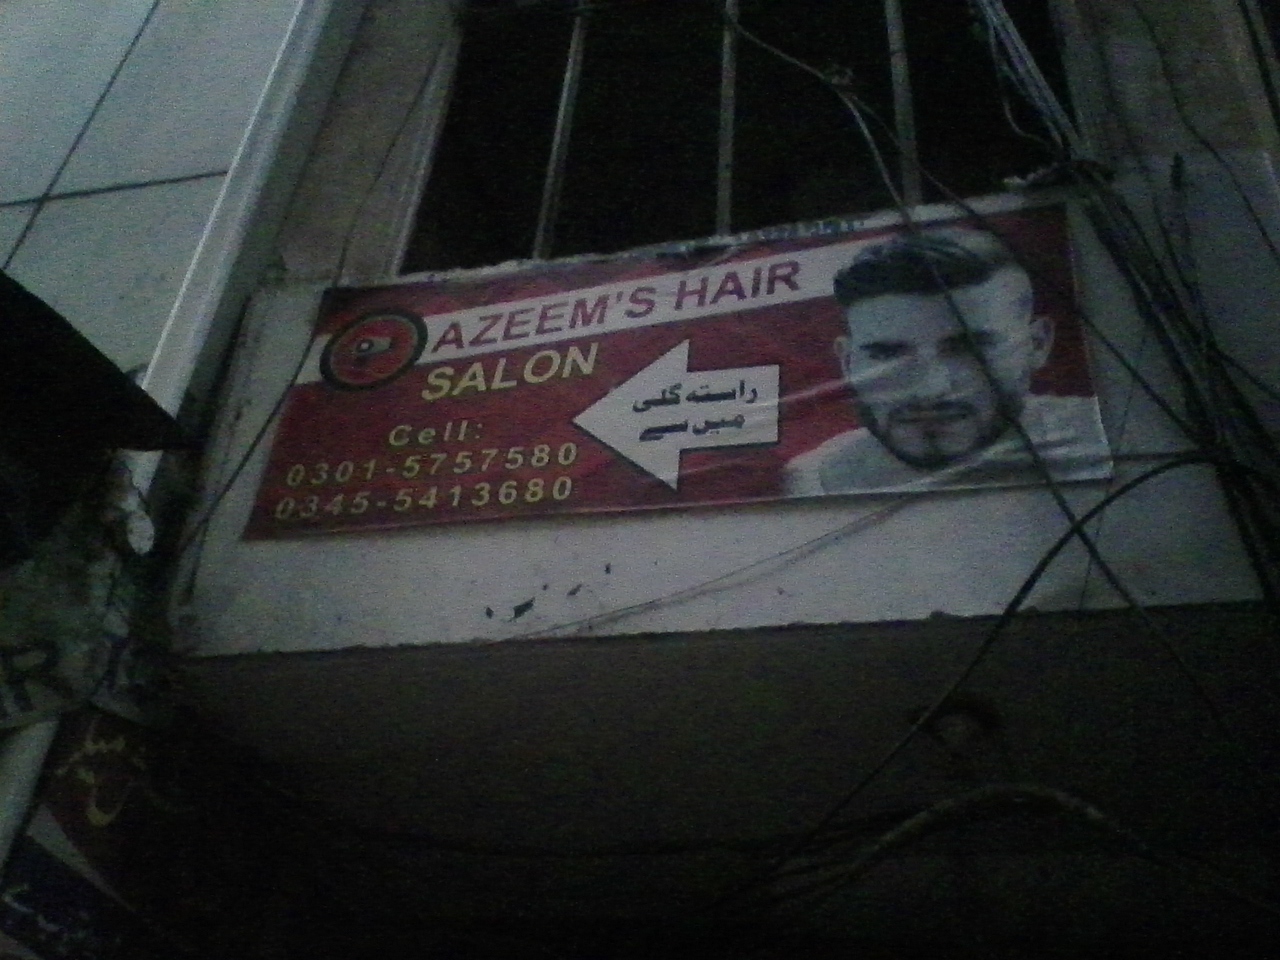 AZEEM'S HAIR
SALON
Cell:
0301-5757580
0345-5413680
راستہ گلی
میں سے